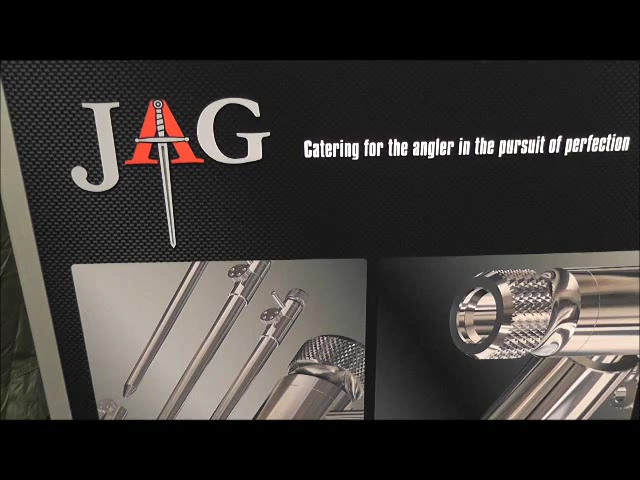 JAG
Catering for the angler in the pursuit of perfection